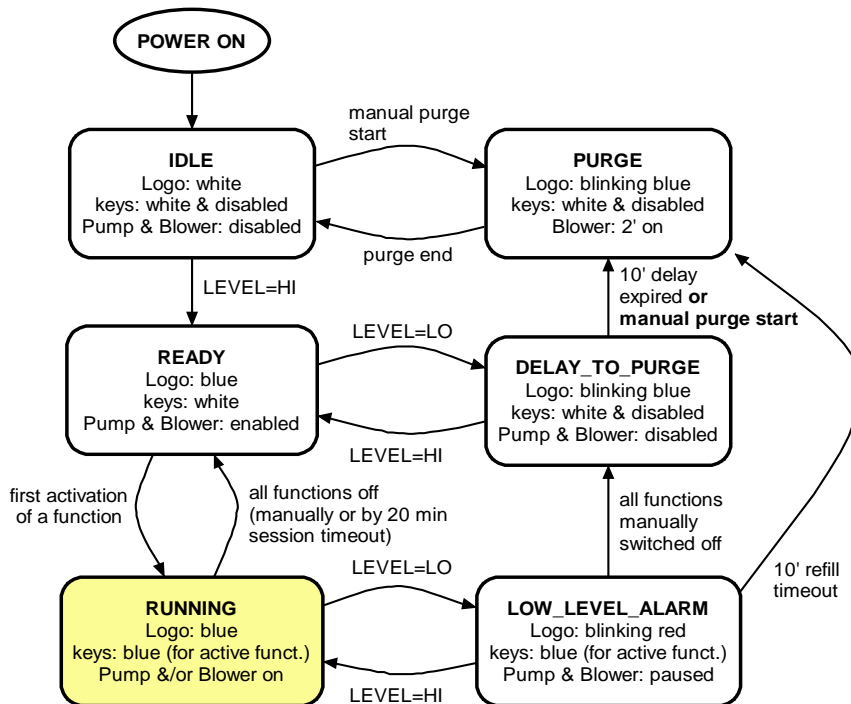 POWER ON
manual purge
start
IDLE
Logo: white
keys: white & disabled
Pump & Blower: disabled
PURGE
Logo: blinking blue
keys: white & disabled
Blower: 2' on
purge end
LEVEL=HI
10' delay
expired or
manual purge start
LEVEL=LO
READY
Logo: blue
keys: white
Pump & Blower: enabled
DELAY_TO_PURGE
Logo: blinking blue
keys: white & disabled
Pump & Blower: disabled
LEVEL=HI
first activation
of a function
all functions off
(manually or by 20 min
session timeout)
all functions
manually
switched off
10' refill
timeout
LEVEL=LO
RUNNING
Logo: blue
keys: blue (for active funct.)
Pump &/or Blower on
LOW_LEVEL_ALARM
Logo: blinking red
keys: blue (for active funct.)
Pump & Blower: paused
LEVEL=HI